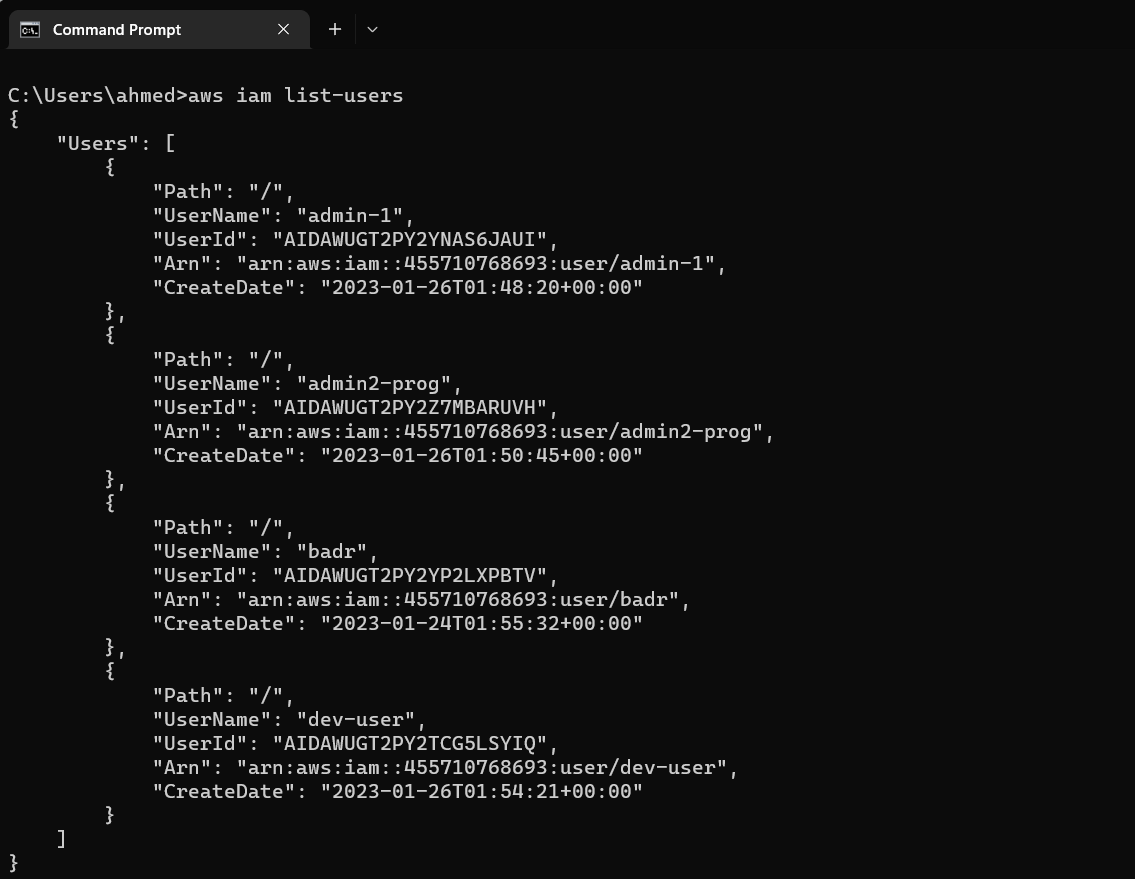 Command Prompt
C:\Users\ahmed>aws iam list-users
{
    "Users": [
        {
            "Path": "/",
            "UserName": "admin-1",
            "UserId": "AIDAWUGT2PY2YNAS6JAUI",
            "Arn": "arn:aws:iam::455710768693:user/admin-1",
            "CreateDate": "2023-01-26T01:48:20+00:00"
        },
        {
            "Path": "/",
            "UserName": "admin2-prog",
            "UserId": "AIDAWUGT2PY2Z7MBARUVH",
            "Arn": "arn:aws:iam::455710768693:user/admin2-prog",
            "CreateDate": "2023-01-26T01:50:45+00:00"
        },
        {
            "Path": "/",
            "UserName": "badr",
            "UserId": "AIDAWUGT2PY2YP2LXPBTV",
            "Arn": "arn:aws:iam::455710768693:user/badr",
            "CreateDate": "2023-01-24T01:55:32+00:00"
        },
        {
            "Path": "/",
            "UserName": "dev-user",
            "UserId": "AIDAWUGT2PY2TCG5LSYIQ",
            "Arn": "arn:aws:iam::455710768693:user/dev-user",
            "CreateDate": "2023-01-26T01:54:21+00:00"
        }
    ]
}